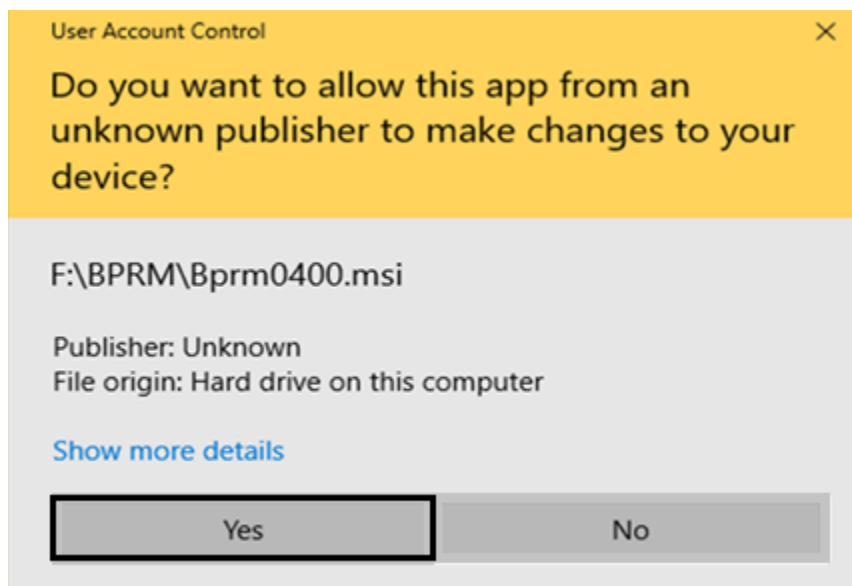 User Account Control
Do you want to allow this app from an
unknown publisher to make changes to your
device?
F:\BPRM\Bprm0400.msi
Publisher: Unknown
File origin: Hard drive on this computer
Show more details
Yes No